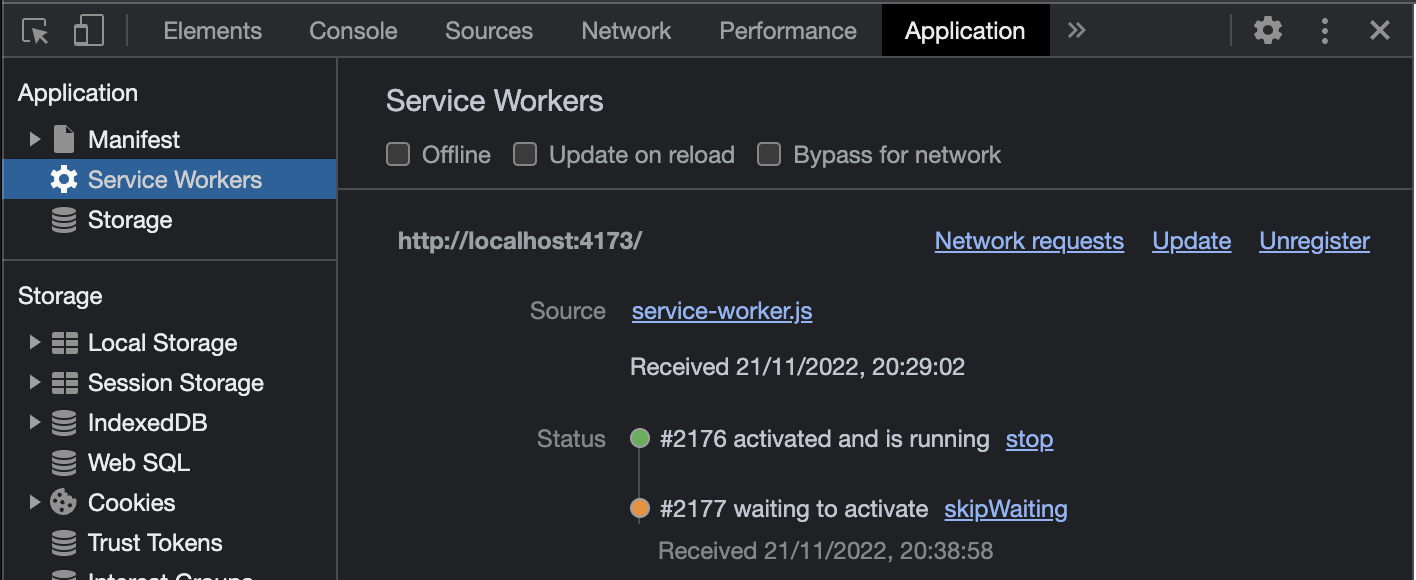 Elements Console Sources Network Performance Application
Application
Manifest
Service Workers
Storage
Storage
Local Storage
Session Storage
IndexedDB
Web SQL
Cookies
Trust Tokens
Interest Groups
Service Workers
Offline Update on reload Bypass for network
http://localhost:4173/ Network requests Update Unregister
Source service-worker.js
Received 21/11/2022, 20:29:02
Status #2176 activated and is running stop
#2177 waiting to activate skipWaiting
Received 21/11/2022, 20:38:58